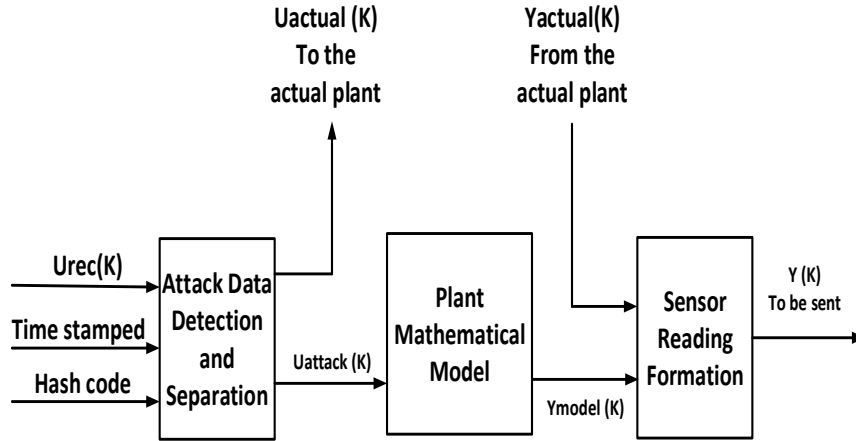 Uactual (K)
To the
actual plant
Yactual(K)
From the
actual plant
Urec(K)
Time stamped
Hash code
Attack Data
Detection
and
Separation
Uattack (K)
Plant
Mathematical
Model
Ymodel (K)
Sensor
Reading
Formation
Y (K)
To be sent